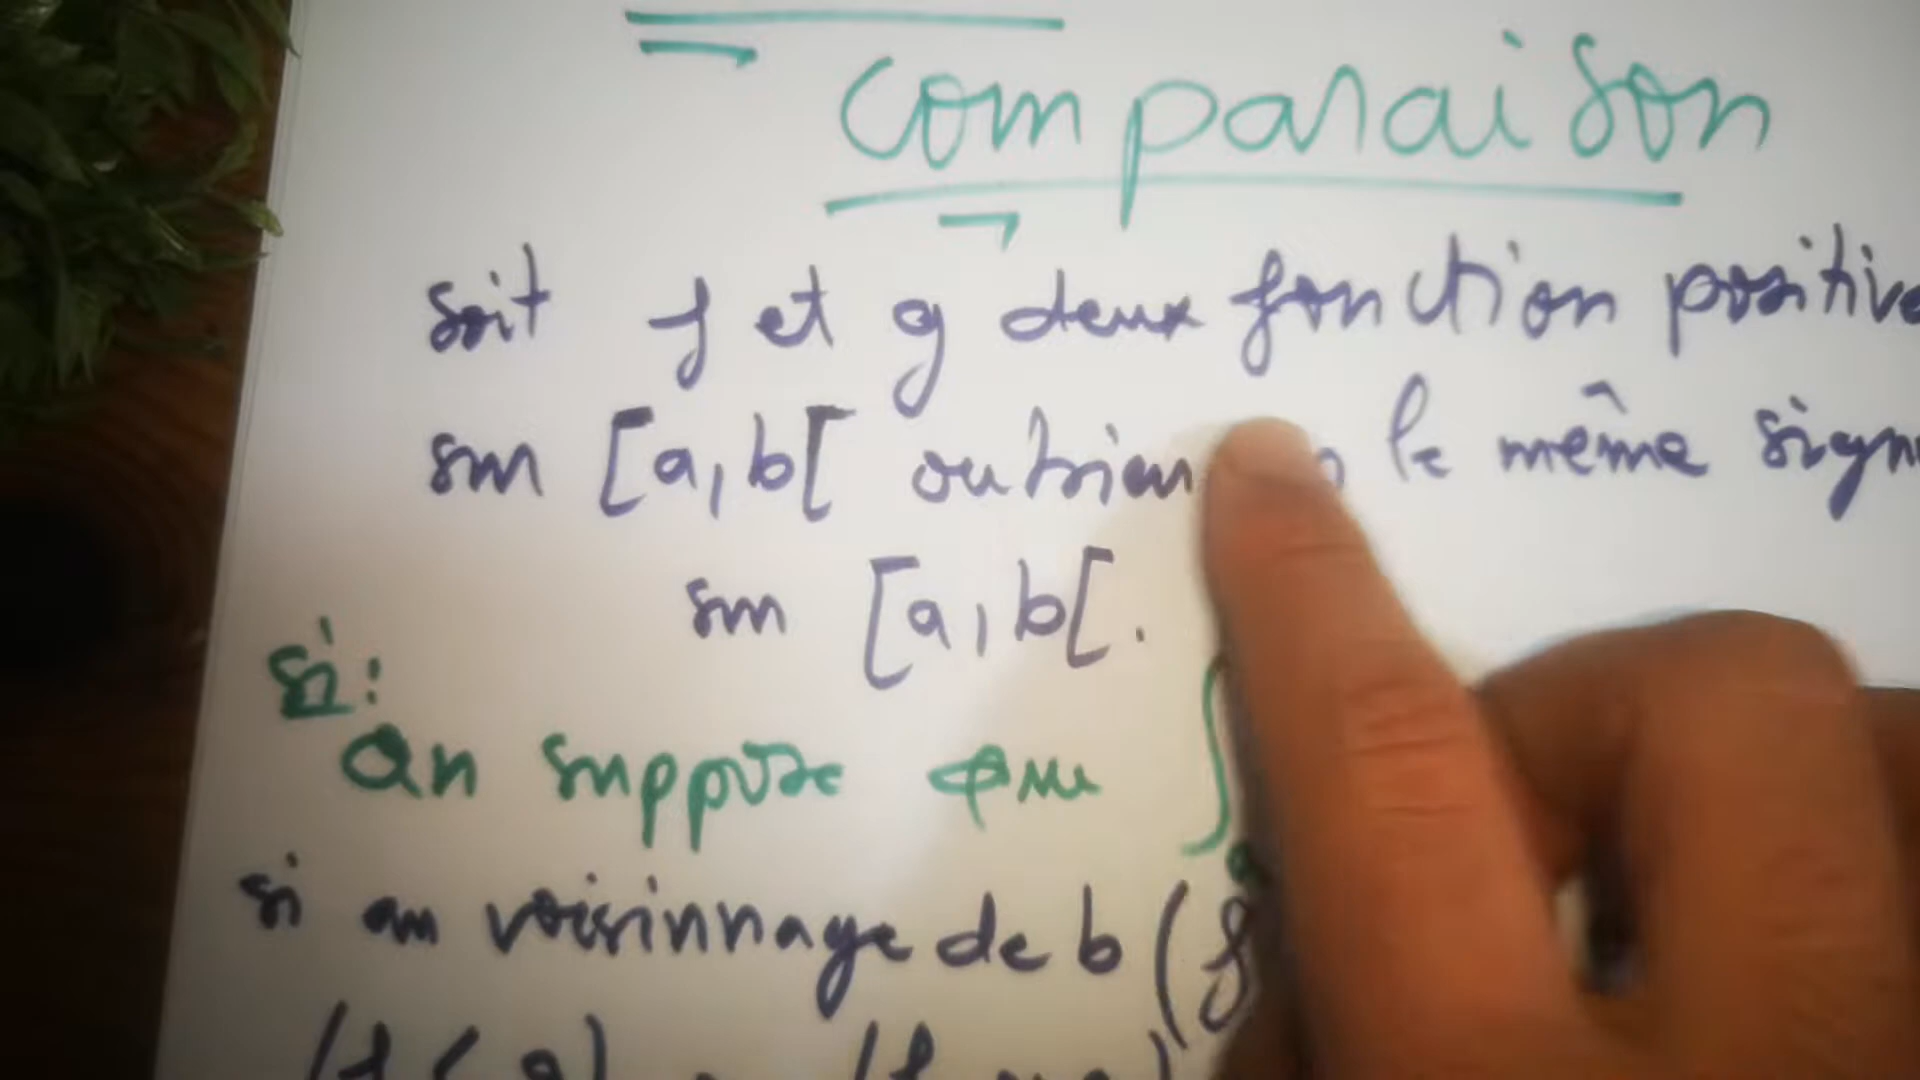 comparaison
soit f et g deux fonction positive
sur [a, b[ ou bien le même signe
sur [a, b[.
si:
on suppose que ∫
si au voisinnage de b (f
(f ≤ g)